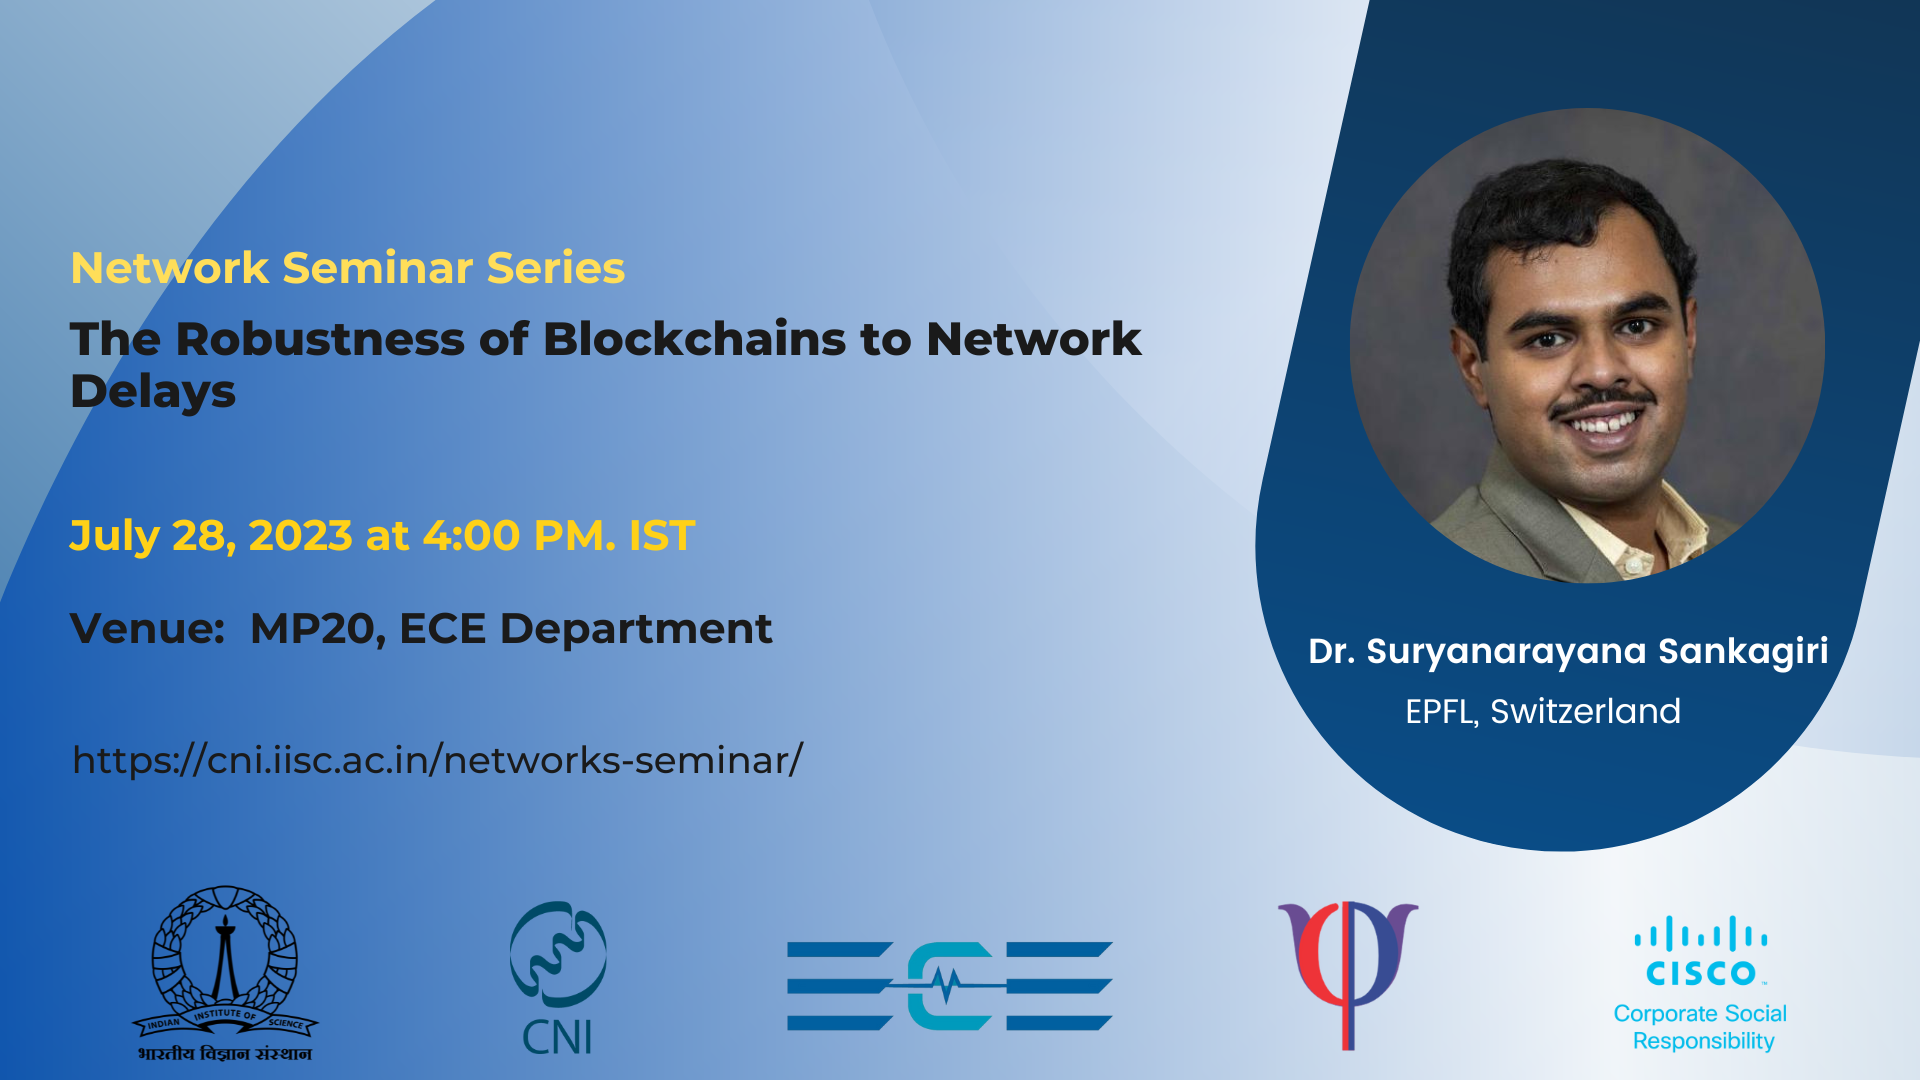 Network Seminar Series
The Robustness of Blockchains to Network
Delays
July 28, 2023 at 4:00 PM. IST
Venue:  MP20, ECE Department
https://cni.iisc.ac.in/networks-seminar/
Dr. Suryanarayana Sankagiri
EPFL, Switzerland
INDIAN INSTITUTE OF SCIENCE
भारतीय विज्ञान संस्थान
CNI
ECE
CISCO
Corporate Social
Responsibility